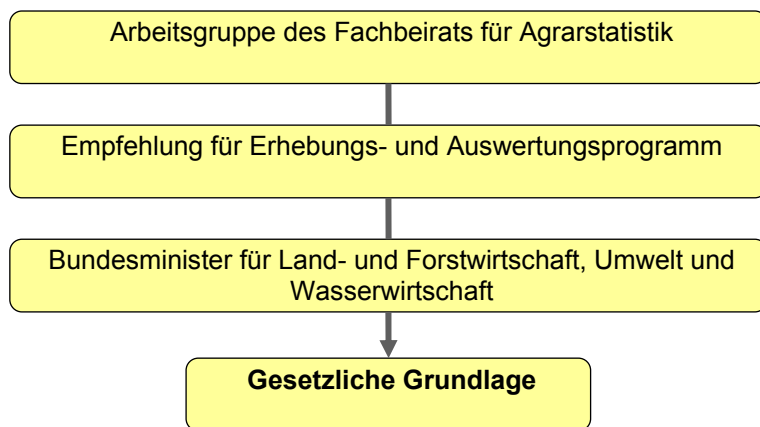 Arbeitsgruppe des Fachbeirats für Agrarstatistik
Empfehlung für Erhebungs- und Auswertungsprogramm
Bundesminister für Land- und Forstwirtschaft, Umwelt und
Wasserwirtschaft
Gesetzliche Grundlage